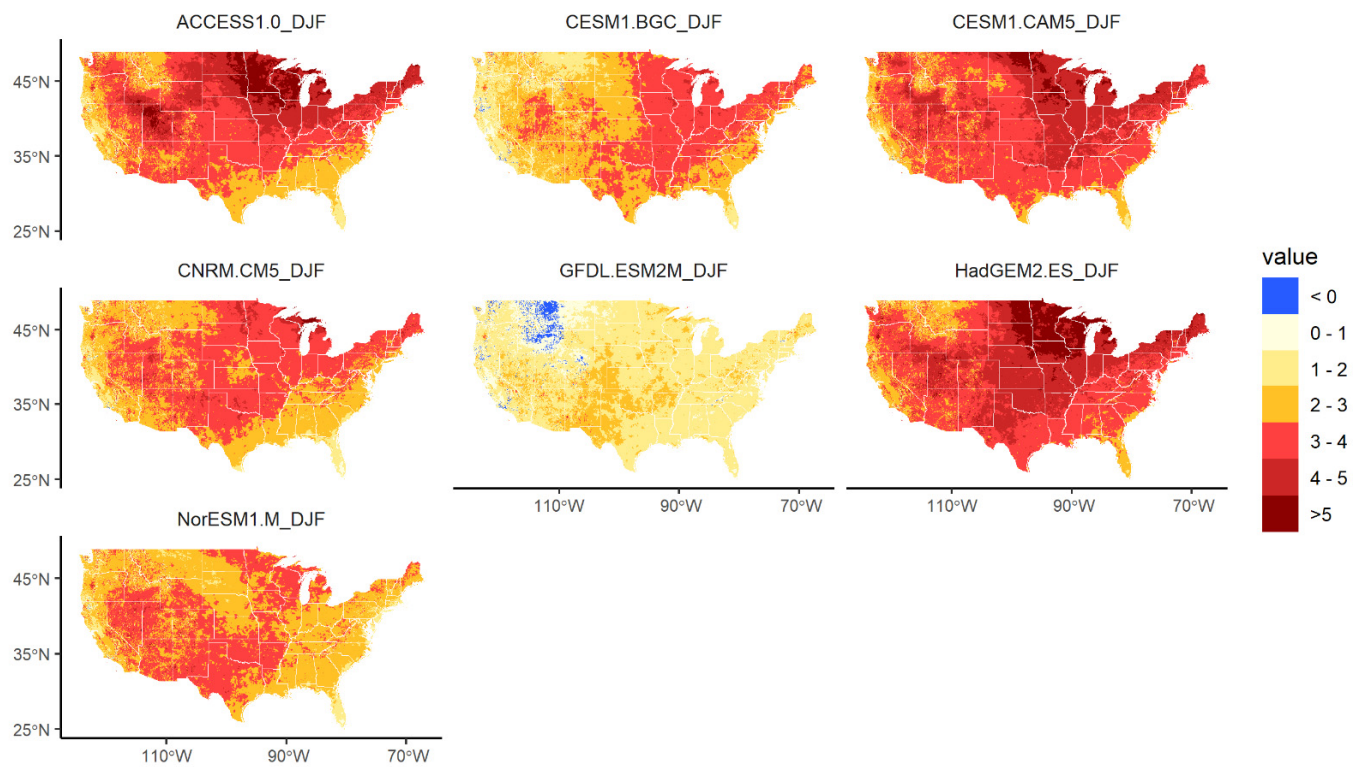 ACCESS1.0_DJF
CESM1.BGC_DJF
CESM1.CAM5_DJF
45°N
35°N
25°N
CNRM.CM5_DJF
GFDL.ESM2M_DJF
HadGEM2.ES_DJF
45°N
35°N
25°N
110°W
90°W
70°W
110°W
90°W
70°W
NorESM1.M_DJF
45°N
35°N
25°N
110°W
90°W
70°W
value
< 0
0 - 1
1 - 2
2 - 3
3 - 4
4 - 5
>5